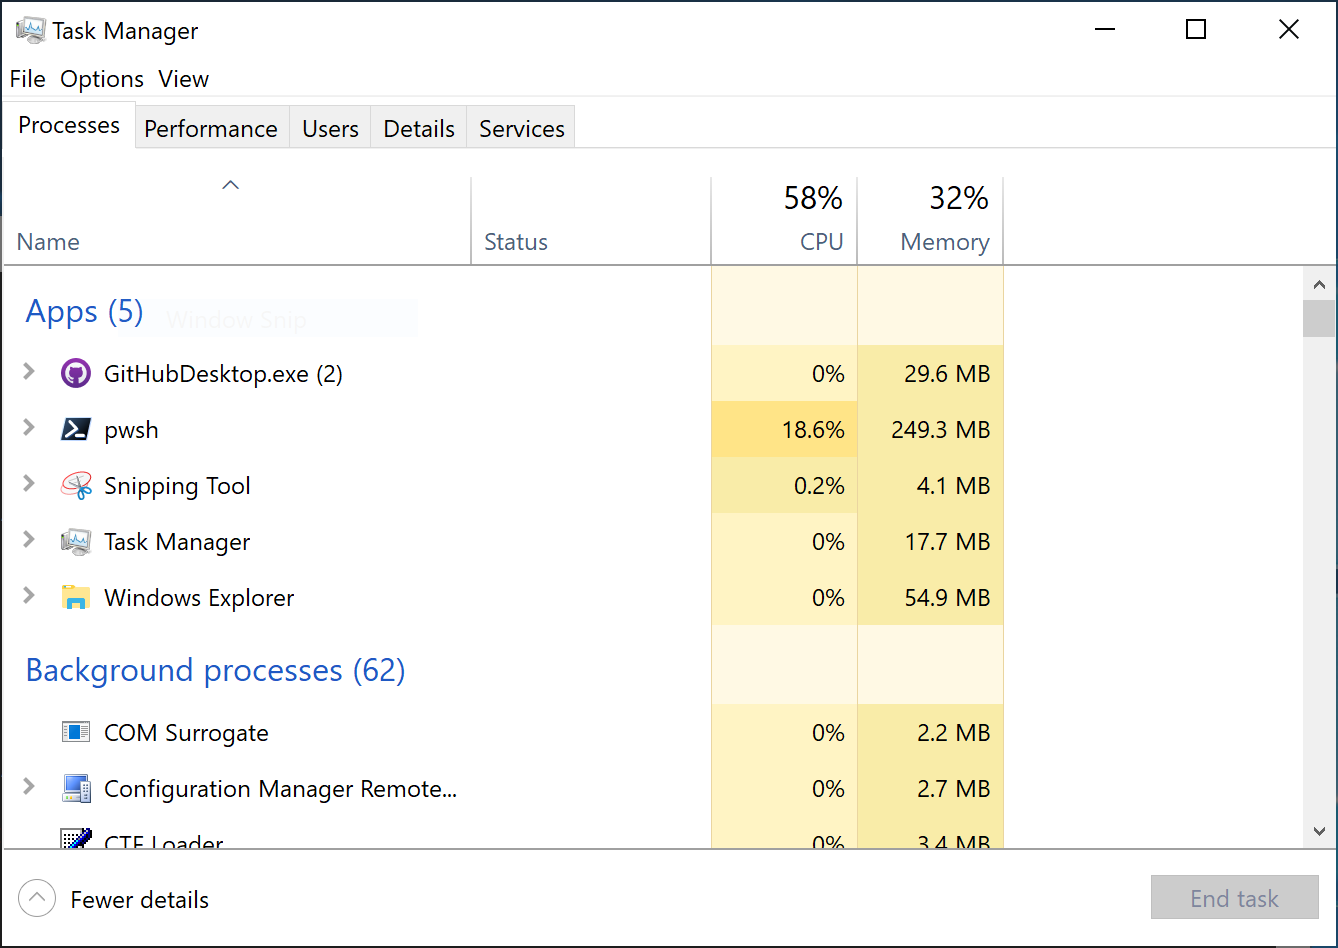 Task Manager
File Options View
Processes Performance Users Details Services
58% 32%
Name Status CPU Memory
Apps (5)
Window Snip
GitHubDesktop.exe (2) 0% 29.6 MB
pwsh 18.6% 249.3 MB
Snipping Tool 0.2% 4.1 MB
Task Manager 0% 17.7 MB
Windows Explorer 0% 54.9 MB
Background processes (62)
COM Surrogate 0% 2.2 MB
Configuration Manager Remote... 0% 2.7 MB
CTF Loader 0% 3.4 MB
Fewer details End task